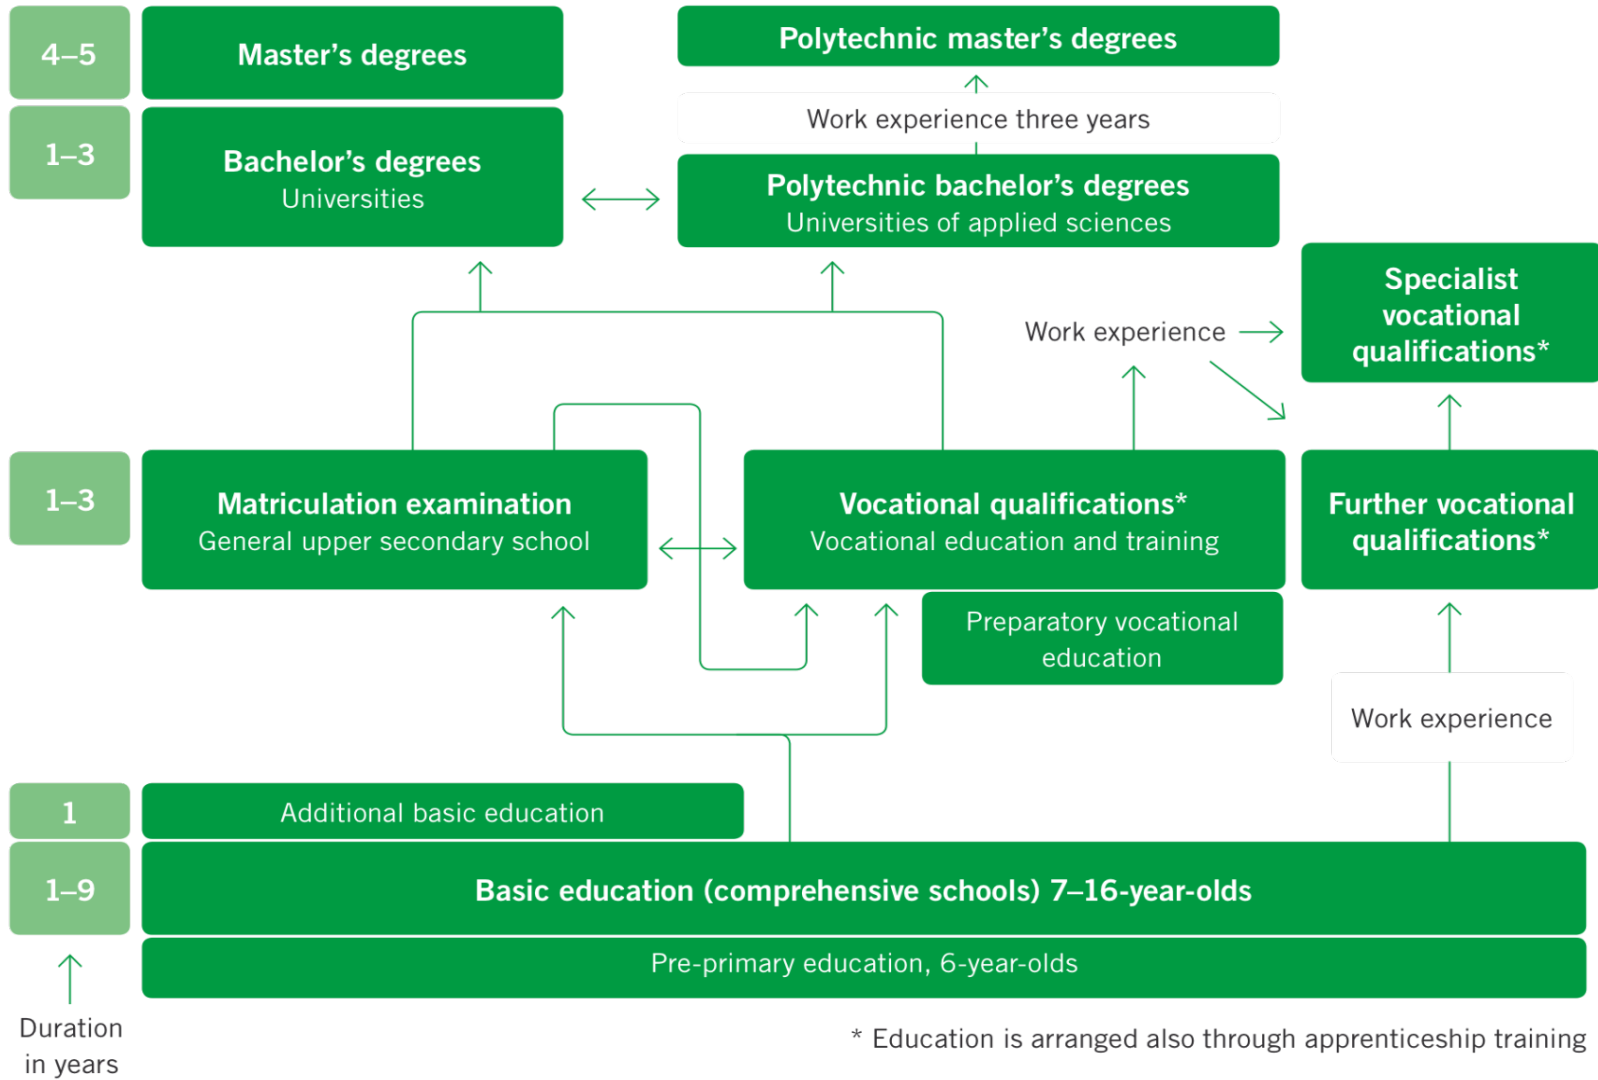 4–5
Master’s degrees
Polytechnic master’s degrees
Work experience three years
1–3
Bachelor’s degrees
Universities
Polytechnic bachelor’s degrees
Universities of applied sciences
Specialist
vocational
qualifications*
Work experience
1–3
Matriculation examination
General upper secondary school
Vocational qualifications*
Vocational education and training
Further vocational
qualifications*
Preparatory vocational
education
Work experience
1
Additional basic education
1–9
Basic education (comprehensive schools) 7–16-year-olds
Pre-primary education, 6-year-olds
Duration
in years
* Education is arranged also through apprenticeship training